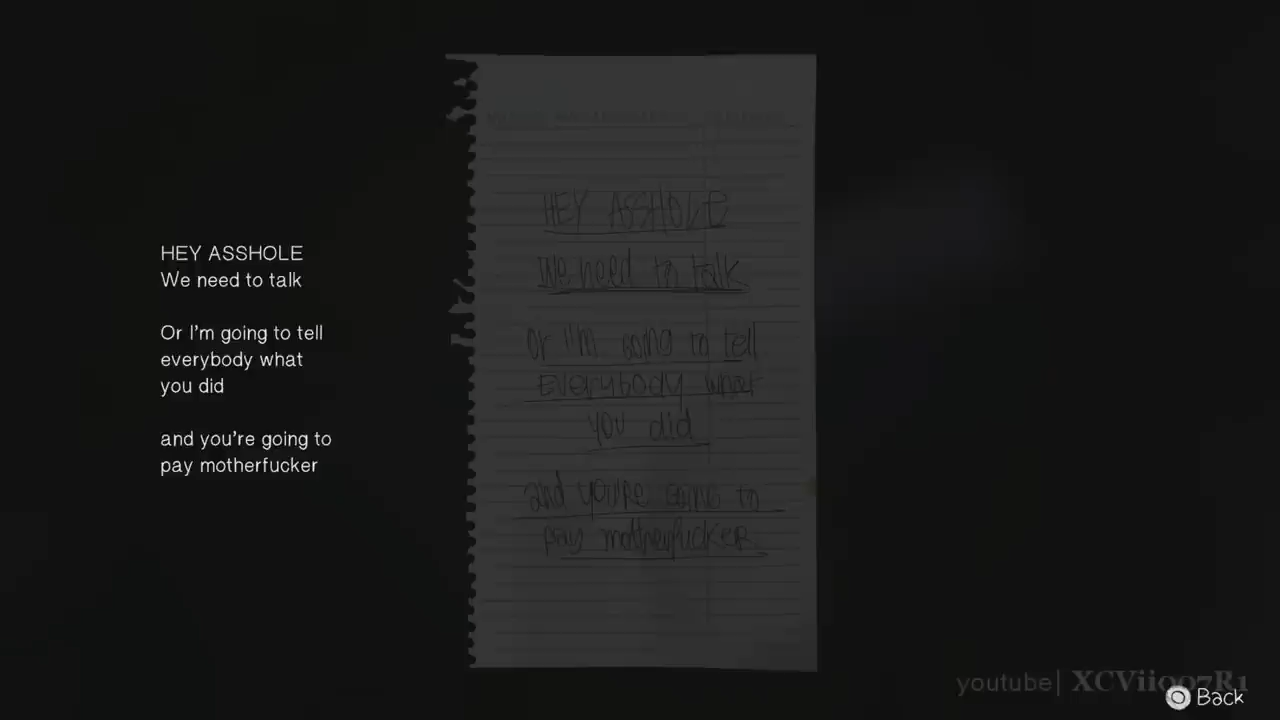 HEY ASSHOLE
We need to talk
Or I'm going to tell
everybody what
you did
and you're going to
pay motherfucker
HEY ASSHOLE
We need to talk
Or I'm going to tell
everybody what
you did
and you're going to
pay motherfucker
youtube| XCVii007R1
Back